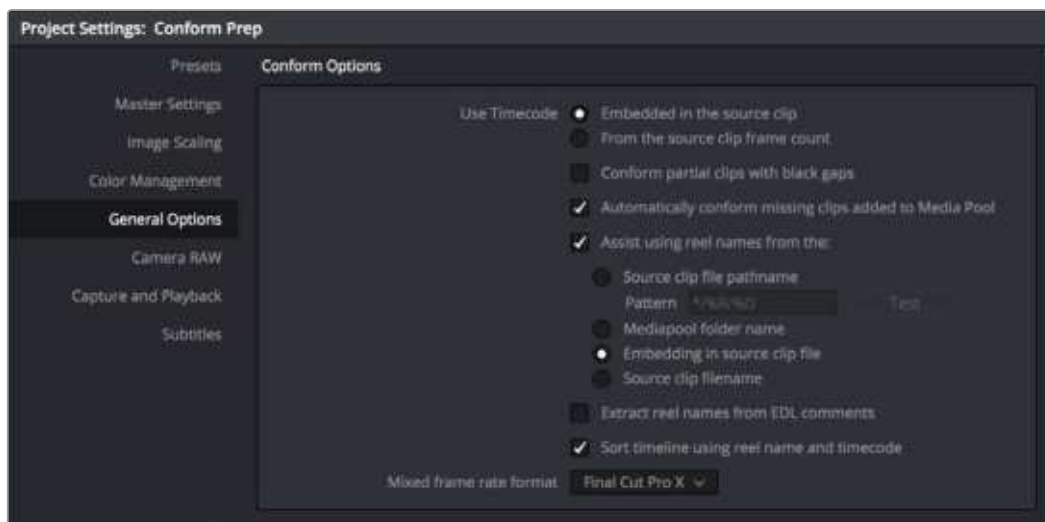 Project Settings: Conform Prep
Presets
Master Settings
Image Scaling
Color Management
General Options
Camera RAW
Capture and Playback
Subtitles
Conform Options
Use Timecode
Embedded in the source clip
From the source clip frame count
Conform partial clips with black gaps
Automatically conform missing clips added to Media Pool
Assist using reel names from the:
Source clip file pathname
Pattern
Test
Mediapool folder name
Embedding in source clip file
Source clip filename
Extract reel names from EDL comments
Sort timeline using reel name and timecode
Mixed frame rate format
Final Cut Pro X